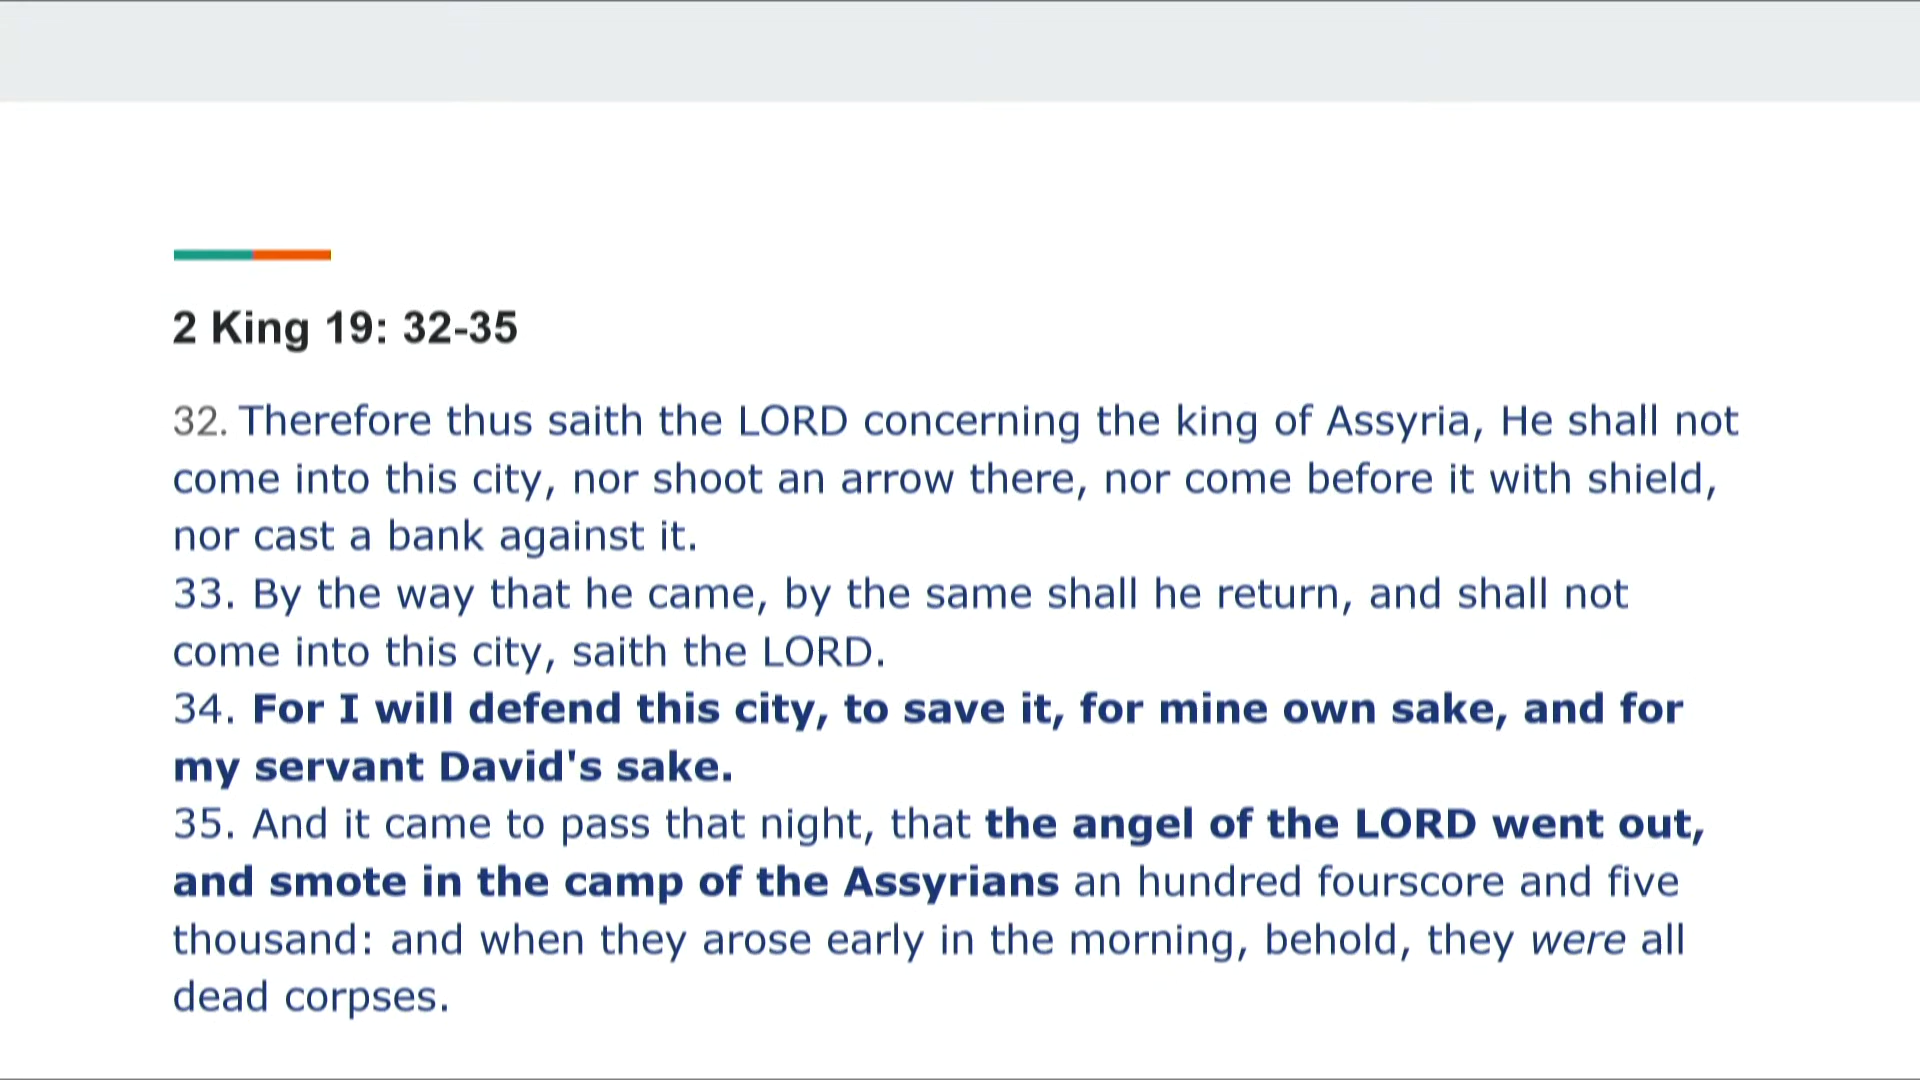 2 King 19: 32-35
32. Therefore thus saith the LORD concerning the king of Assyria, He shall not
come into this city, nor shoot an arrow there, nor come before it with shield,
nor cast a bank against it.
33. By the way that he came, by the same shall he return, and shall not
come into this city, saith the LORD.
34. For I will defend this city, to save it, for mine own sake, and for
my servant David's sake.
35. And it came to pass that night, that the angel of the LORD went out,
and smote in the camp of the Assyrians an hundred fourscore and five
thousand: and when they arose early in the morning, behold, they were all
dead corpses.